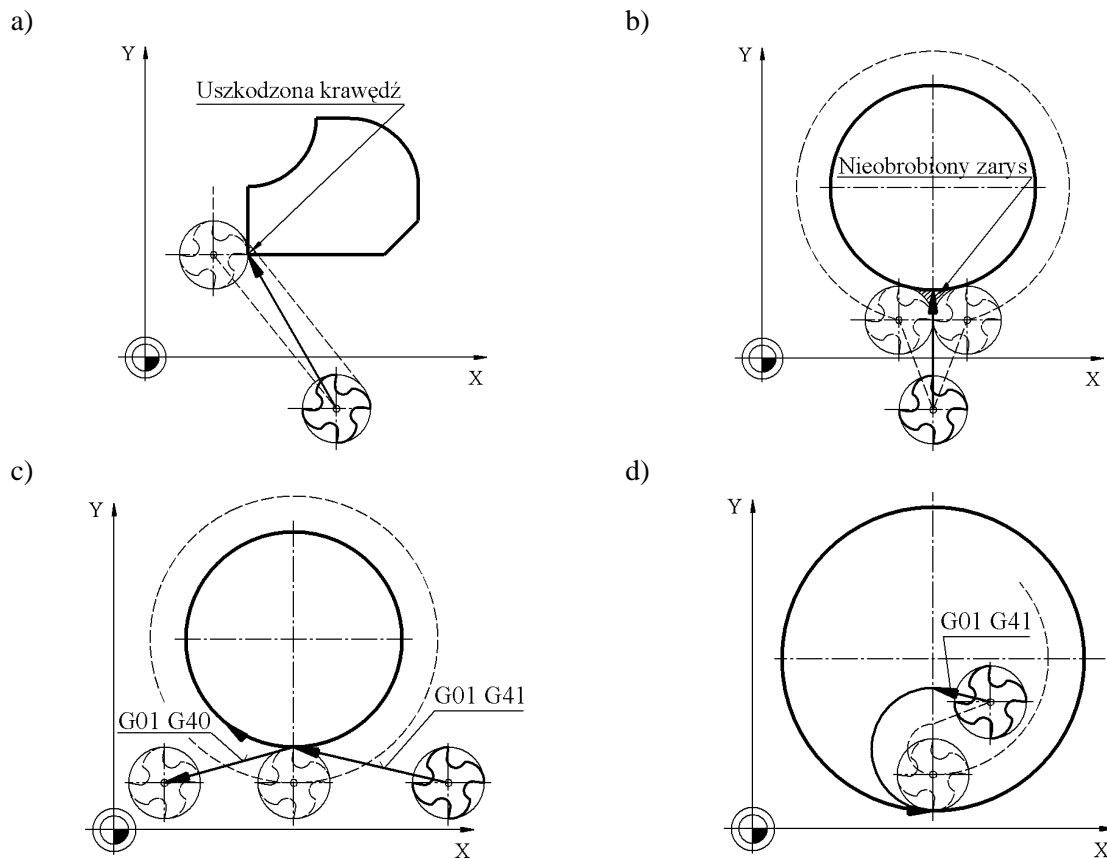 a)
Y
Uszkodzona krawędź
X
b)
Y
Nieobrobiony zarys
X
c)
Y
G01 G40
G01 G41
X
d)
Y
G01 G41
X